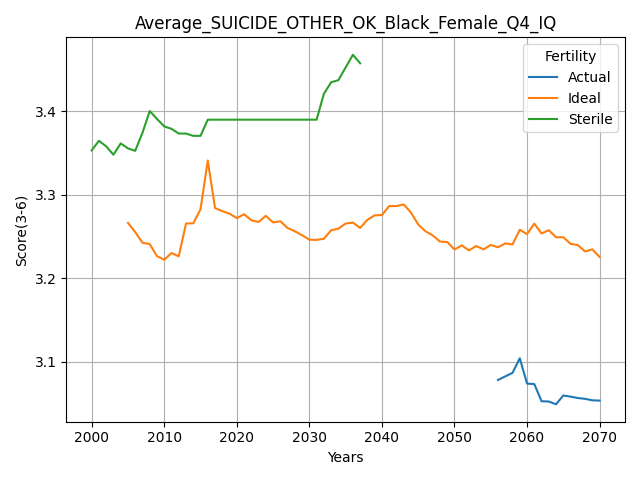 Average_SUICIDE_OTHER_OK_Black_Female_Q4_IQ
Fertility
Actual
Ideal
Sterile
Score(3-6)
3.4
3.3
3.2
3.1
2000 2010 2020 2030 2040 2050 2060 2070
Years